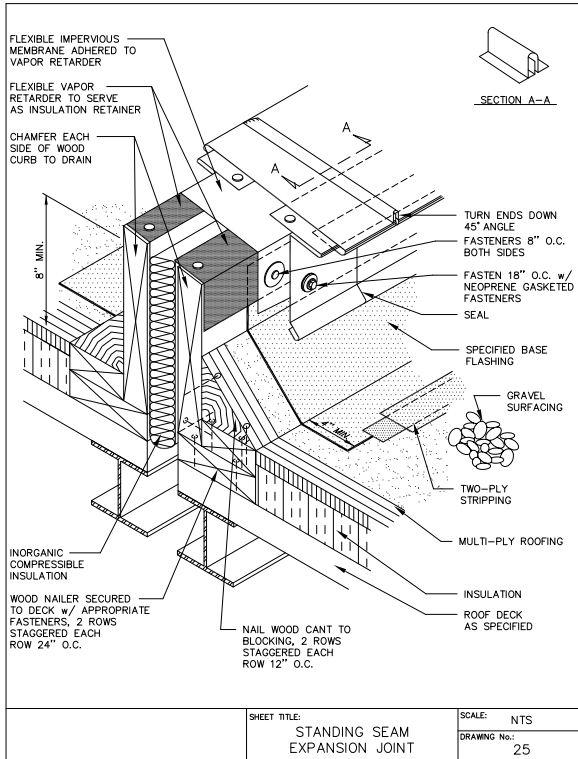 FLEXIBLE IMPERVIOUS
MEMBRANE ADHERED TO
VAPOR RETARDER
FLEXIBLE VAPOR
RETARDER TO SERVE
AS INSULATION RETAINER
CHAMFER EACH
SIDE OF WOOD
CURB TO DRAIN
8" MIN.
A
A
SECTION A-A
TURN ENDS DOWN
45° ANGLE
FASTENERS 8" O.C.
BOTH SIDES
FASTEN 18" O.C. w/
NEOPRENE GASKETED
FASTENERS
SEAL
SPECIFIED BASE
FLASHING
GRAVEL
SURFACING
4" MIN.
TWO-PLY
STRIPPING
MULTI-PLY ROOFING
INSULATION
ROOF DECK
AS SPECIFIED
INORGANIC
COMPRESSIBLE
INSULATION
WOOD NAILER SECURED
TO DECK w/ APPROPRIATE
FASTENERS, 2 ROWS
STAGGERED EACH
ROW 24" O.C.
NAIL WOOD CANT TO
BLOCKING, 2 ROWS
STAGGERED EACH
ROW 12" O.C.
SHEET TITLE:
STANDING SEAM
EXPANSION JOINT
SCALE: NTS
DRAWING No.:
25